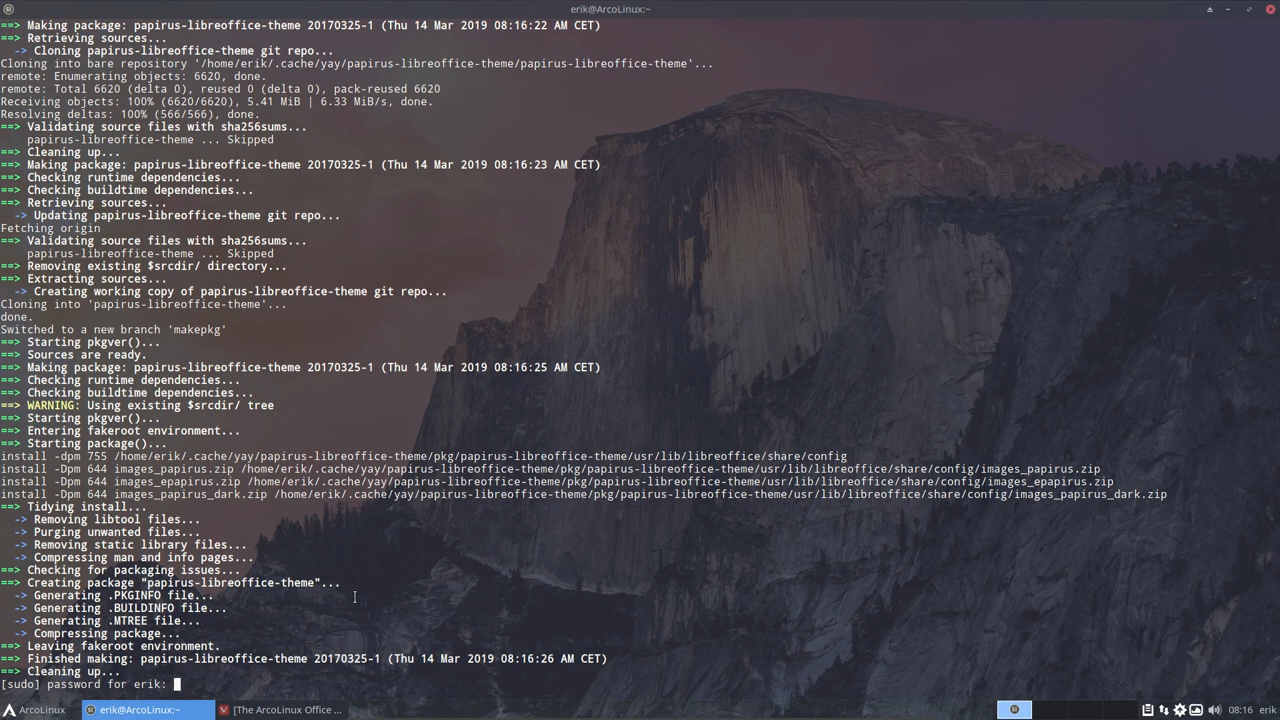 erik@ArcoLinux:~
==> Making package: papirus-libreoffice-theme 20170325-1 (Thu 14 Mar 2019 08:16:22 AM CET)
==> Retrieving sources...
  -> Cloning papirus-libreoffice-theme git repo...
Cloning into bare repository '/home/erik/.cache/yay/papirus-libreoffice-theme/papirus-libreoffice-theme'...
remote: Enumerating objects: 6620, done.
remote: Total 6620 (delta 0), reused 0 (delta 0), pack-reused 6620
Receiving objects: 100% (6620/6620), 5.41 MiB | 6.33 MiB/s, done.
Resolving deltas: 100% (566/566), done.
==> Validating source files with sha256sums...
    papirus-libreoffice-theme ... Skipped
==> Cleaning up...
==> Making package: papirus-libreoffice-theme 20170325-1 (Thu 14 Mar 2019 08:16:23 AM CET)
==> Checking runtime dependencies...
==> Checking buildtime dependencies...
==> Retrieving sources...
  -> Updating papirus-libreoffice-theme git repo...
Fetching origin
==> Validating source files with sha256sums...
    papirus-libreoffice-theme ... Skipped
==> Removing existing $srcdir/ directory...
==> Extracting sources...
  -> Creating working copy of papirus-libreoffice-theme git repo...
Cloning into 'papirus-libreoffice-theme'...
done.
Switched to a new branch 'makepkg'
==> Starting pkgver()...
==> Sources are ready.
==> Making package: papirus-libreoffice-theme 20170325-1 (Thu 14 Mar 2019 08:16:25 AM CET)
==> Checking runtime dependencies...
==> Checking buildtime dependencies...
==> WARNING: Using existing $srcdir/ tree
==> Starting pkgver()...
==> Entering fakeroot environment...
==> Starting package()...
install -dpm 755 /home/erik/.cache/yay/papirus-libreoffice-theme/pkg/papirus-libreoffice-theme/usr/lib/libreoffice/share/config
install -Dpm 644 images_papirus.zip /home/erik/.cache/yay/papirus-libreoffice-theme/pkg/papirus-libreoffice-theme/usr/lib/libreoffice/share/config/images_papirus.zip
install -Dpm 644 images_epapirus.zip /home/erik/.cache/yay/papirus-libreoffice-theme/pkg/papirus-libreoffice-theme/usr/lib/libreoffice/share/config/images_epapirus.zip
install -Dpm 644 images_papirus_dark.zip /home/erik/.cache/yay/papirus-libreoffice-theme/pkg/papirus-libreoffice-theme/usr/lib/libreoffice/share/config/images_papirus_dark.zip
==> Tidying install...
  -> Removing libtool files...
  -> Purging unwanted files...
  -> Removing static library files...
  -> Compressing man and info pages...
==> Checking for packaging issues...
==> Creating package "papirus-libreoffice-theme"...
  -> Generating .PKGINFO file...
  -> Generating .BUILDINFO file...
  -> Generating .MTREE file...
  -> Compressing package...
==> Leaving fakeroot environment.
==> Finished making: papirus-libreoffice-theme 20170325-1 (Thu 14 Mar 2019 08:16:26 AM CET)
==> Cleaning up...
[sudo] password for erik:
ArcoLinux erik@ArcoLinux:~ [The ArcoLinux Office ... 08:16 erik